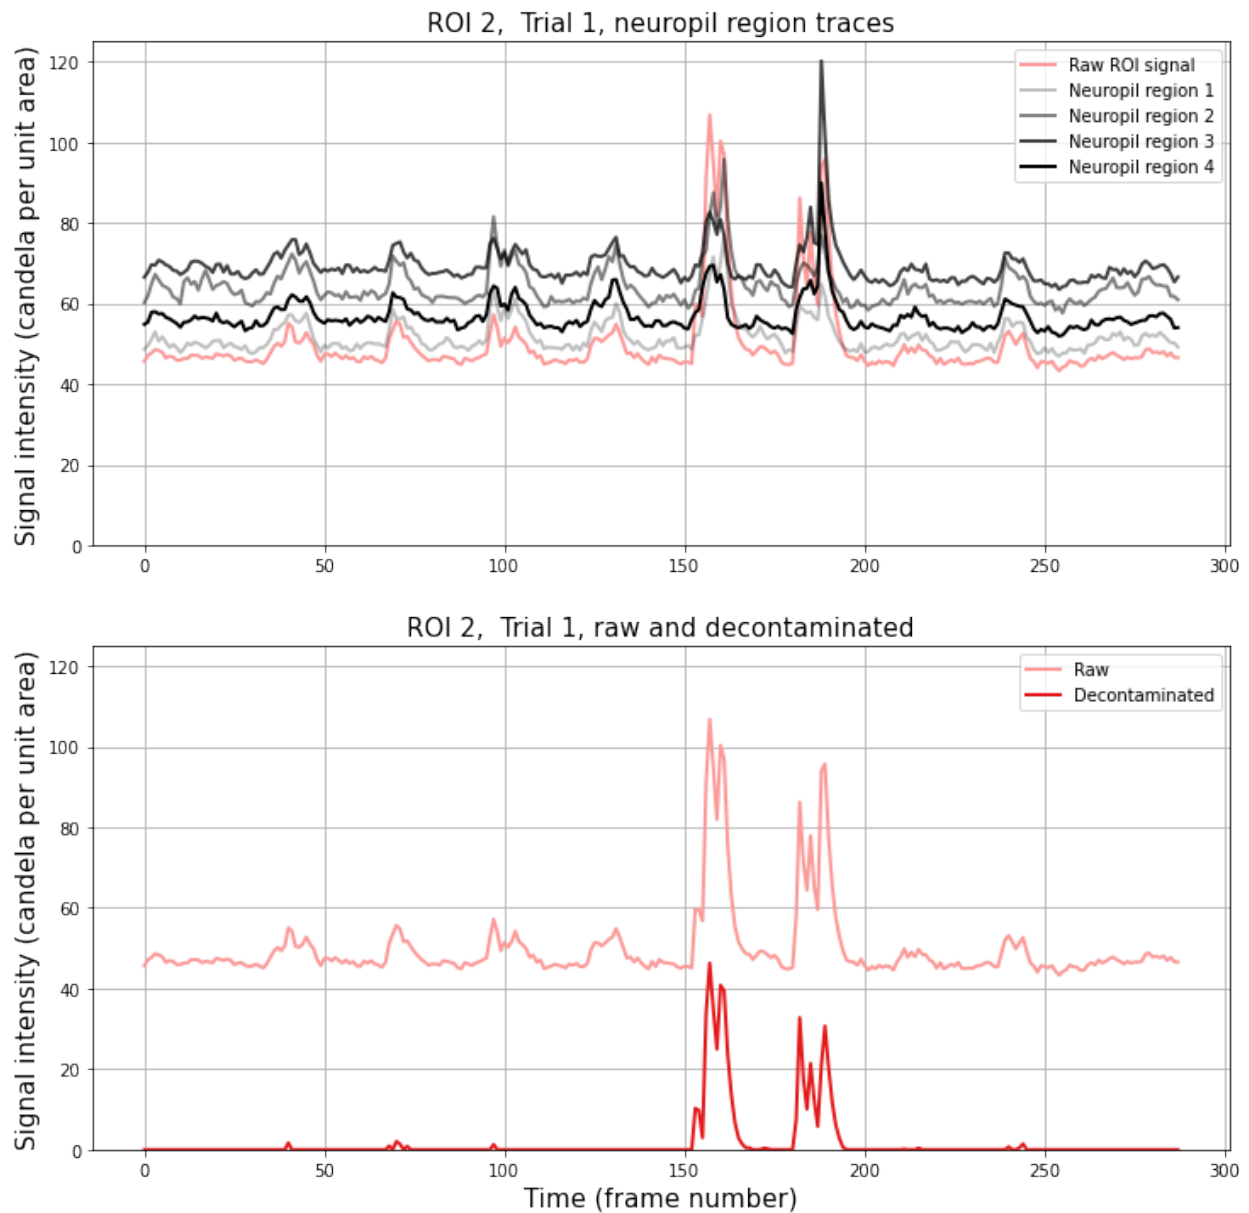 ROI 2,  Trial 1, neuropil region traces
Signal intensity (candela per unit area)
120
100
80
60
40
20
0
Raw ROI signal
Neuropil region 1
Neuropil region 2
Neuropil region 3
Neuropil region 4
0 50 100 150 200 250 300
ROI 2,  Trial 1, raw and decontaminated
Signal intensity (candela per unit area)
120
100
80
60
40
20
0
Raw
Decontaminated
0 50 100 150 200 250 300
Time (frame number)